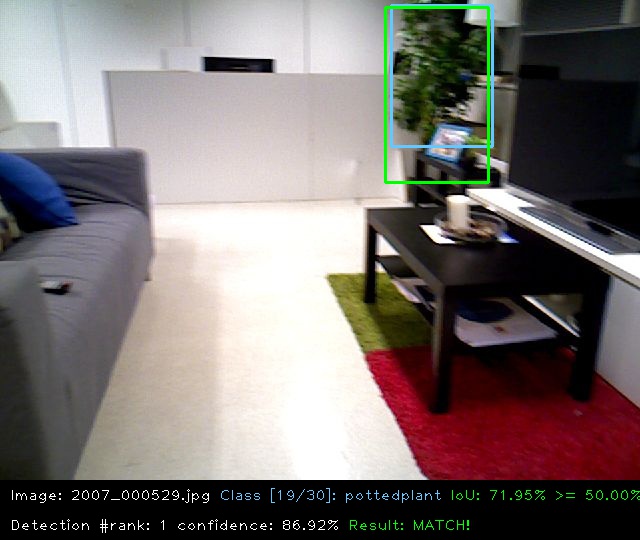 Image: 2007_000529.jpg Class [19/30]: pottedplant IoU: 71.95% >= 50.00%
Detection #rank: 1 confidence: 86.92% Result: MATCH!